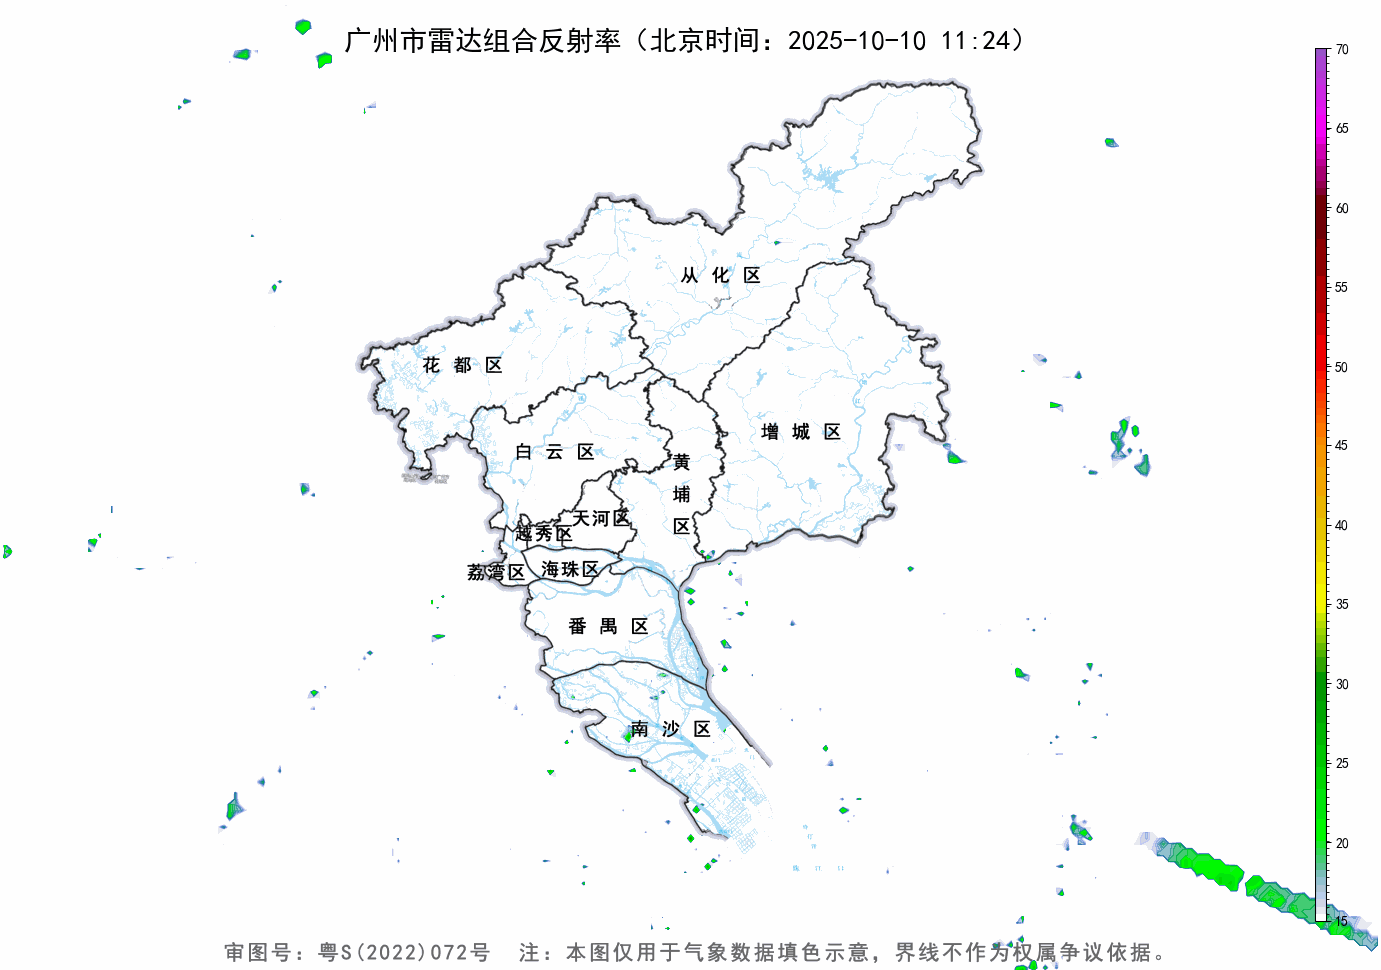 广州市雷达组合反射率（北京时间：2025-10-10 11:24）
70
65
60
55
50
45
40
35
30
25
20
15
从化区
花都区
增城区
白云区
黄埔区
天河区
越秀区
荔湾区
海珠区
番禺区
南沙区
审图号：粤S(2022)072号 注：本图仅用于气象数据填色示意，界线不作为权属争议依据。